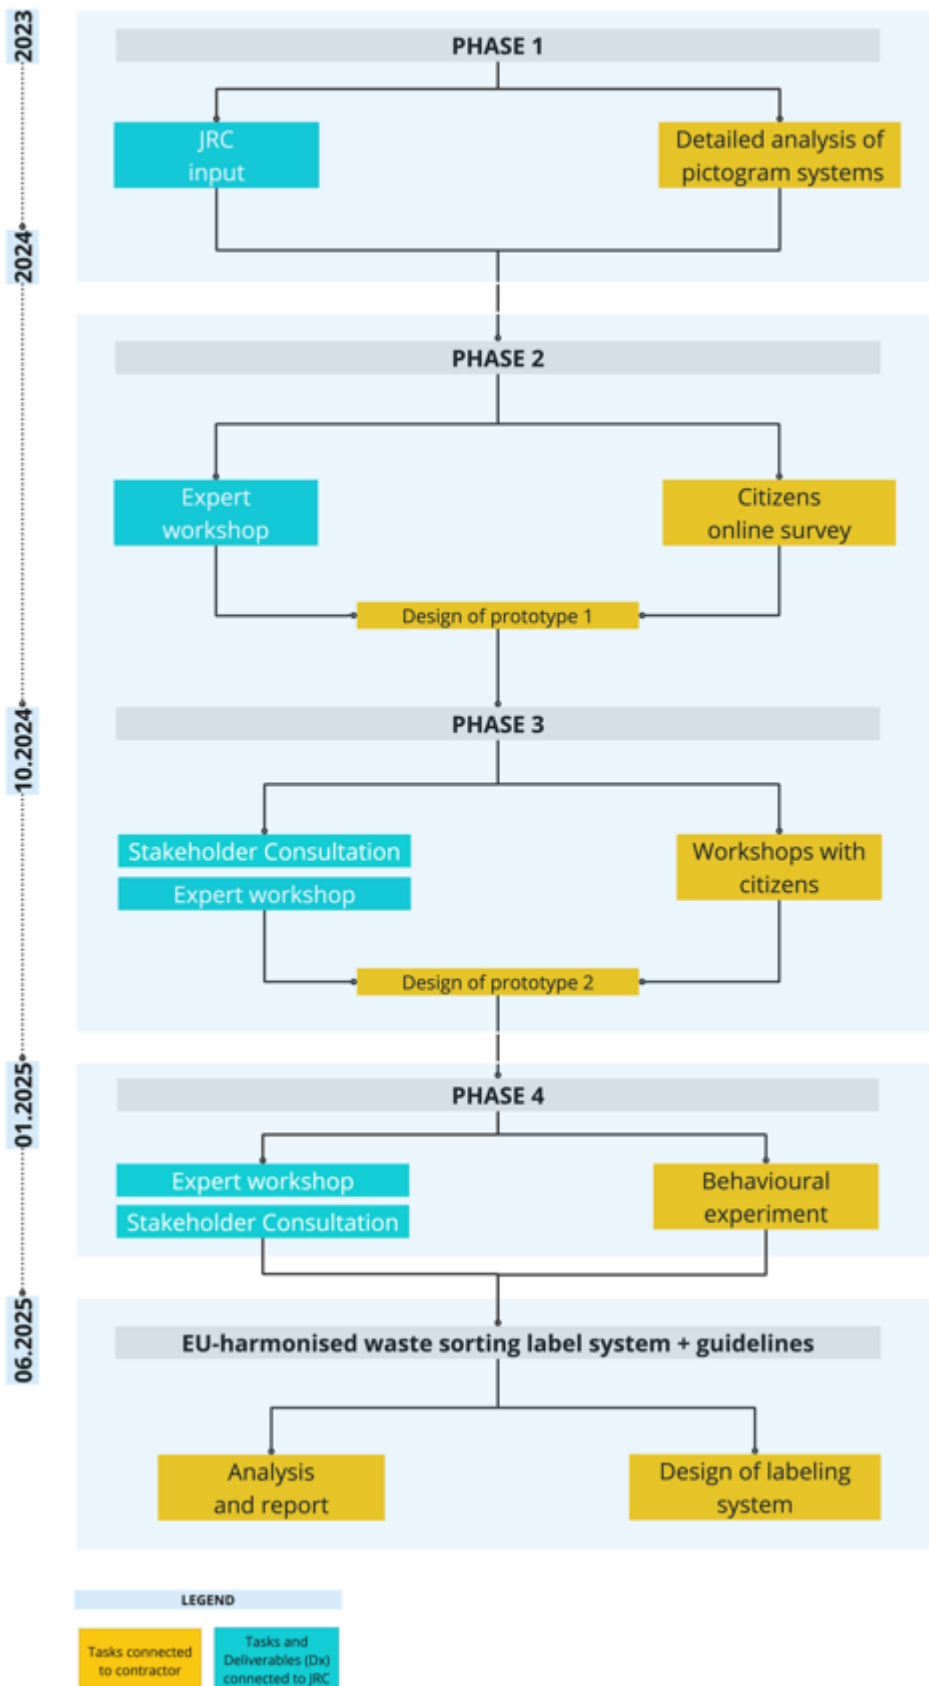 2023
PHASE 1
JRC
input
Detailed analysis of
pictogram systems
2024
PHASE 2
Expert
workshop
Citizens
online survey
Design of prototype 1
10.2024
PHASE 3
Stakeholder Consultation
Expert workshop
Workshops with
citizens
Design of prototype 2
01.2025
PHASE 4
Expert workshop
Stakeholder Consultation
Behavioural
experiment
06.2025
EU-harmonised waste sorting label system + guidelines
Analysis
and report
Design of labeling
system
LEGEND
Tasks connected
to contractor
Tasks and
Deliverables (Dx)
connected to JRC